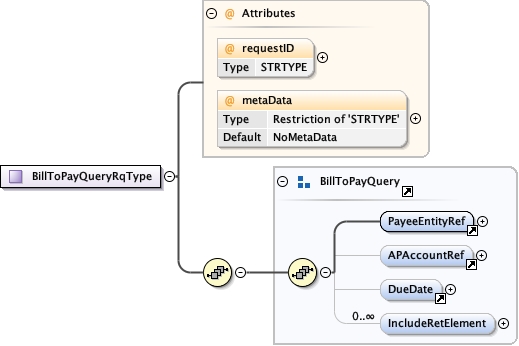 @ Attributes
@ requestID
Type STRTYPE
@ metaData
Type Restriction of 'STRTYPE'
Default NoMetaData
BillToPayQueryRqType
BillToPayQuery
PayeeEntityRef
APAccountRef
DueDate
0..∞ IncludeRetElement